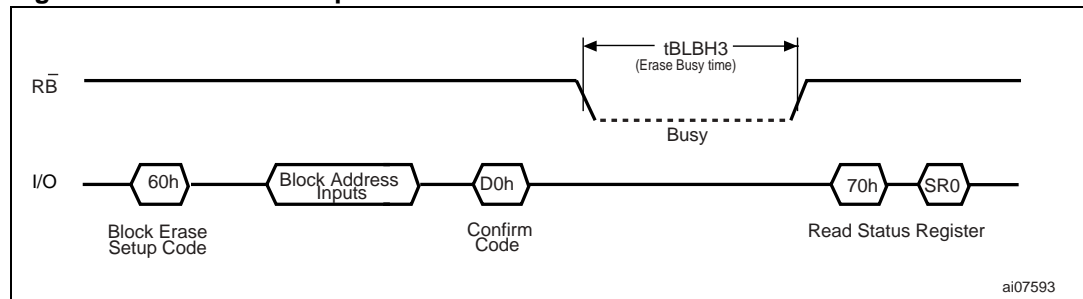 tBLBH3
(Erase Busy time)
RB̅
Busy
I/O
60h
Block Address
Inputs
D0h
70h
SR0
Block Erase
Setup Code
Confirm
Code
Read Status Register
ai07593